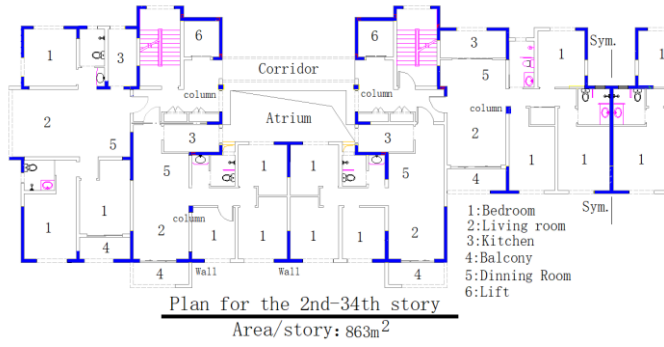 6
6
3
1
Sym.
1
1
3
Corridor
5
column
column
column
2
Atrium
5
3
3
2
1
1
5
5
1
1
1
4
1
column
1
2
1
1
1
1
2
Sym.
4
4
Wall
Wall
4
1:Bedroom
2:Living room
3:Kitchen
4:Balcony
5:Dinning Room
6:Lift
Plan for the 2nd-34th story
Area/story: 863m²